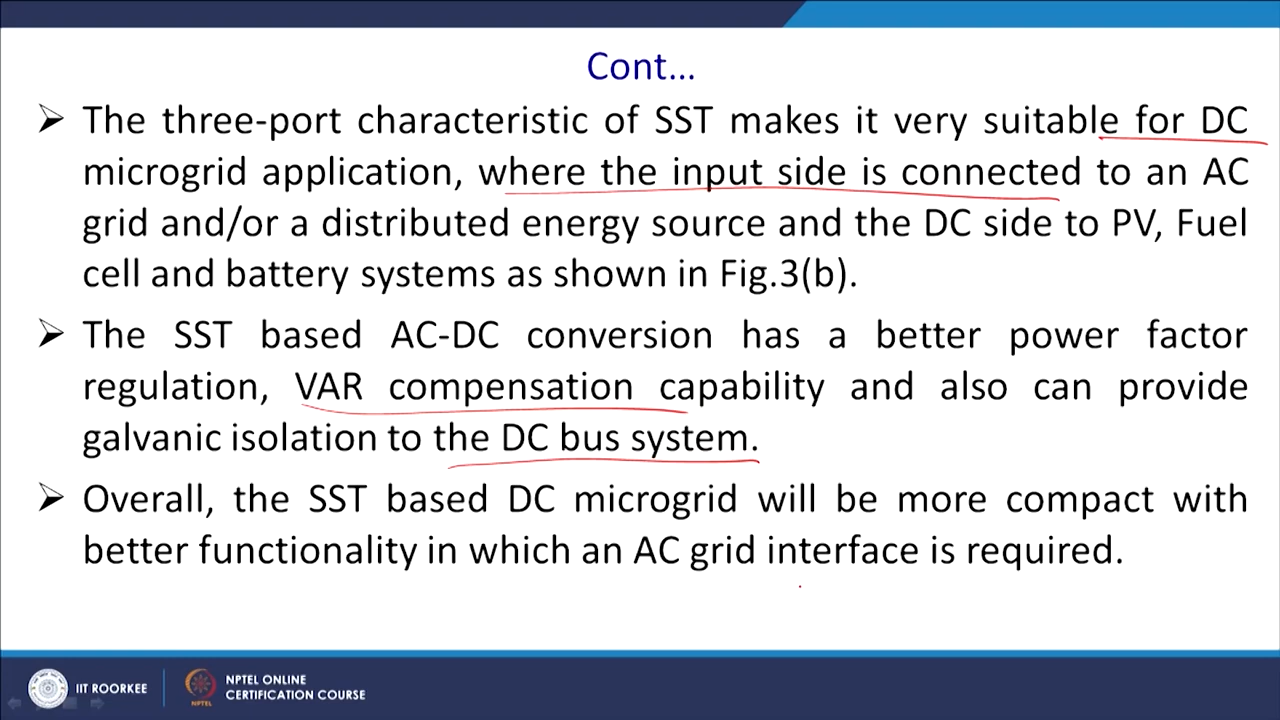 Cont...
➤ The three-port characteristic of SST makes it very suitable for DC
microgrid application, where the input side is connected to an AC
grid and/or a distributed energy source and the DC side to PV, Fuel
cell and battery systems as shown in Fig.3(b).
➤ The SST based AC-DC conversion has a better power factor
regulation, VAR compensation capability and also can provide
galvanic isolation to the DC bus system.
➤ Overall, the SST based DC microgrid will be more compact with
better functionality in which an AC grid interface is required.
IIT ROORKEE
NPTEL
NPTEL ONLINE
CERTIFICATION COURSE